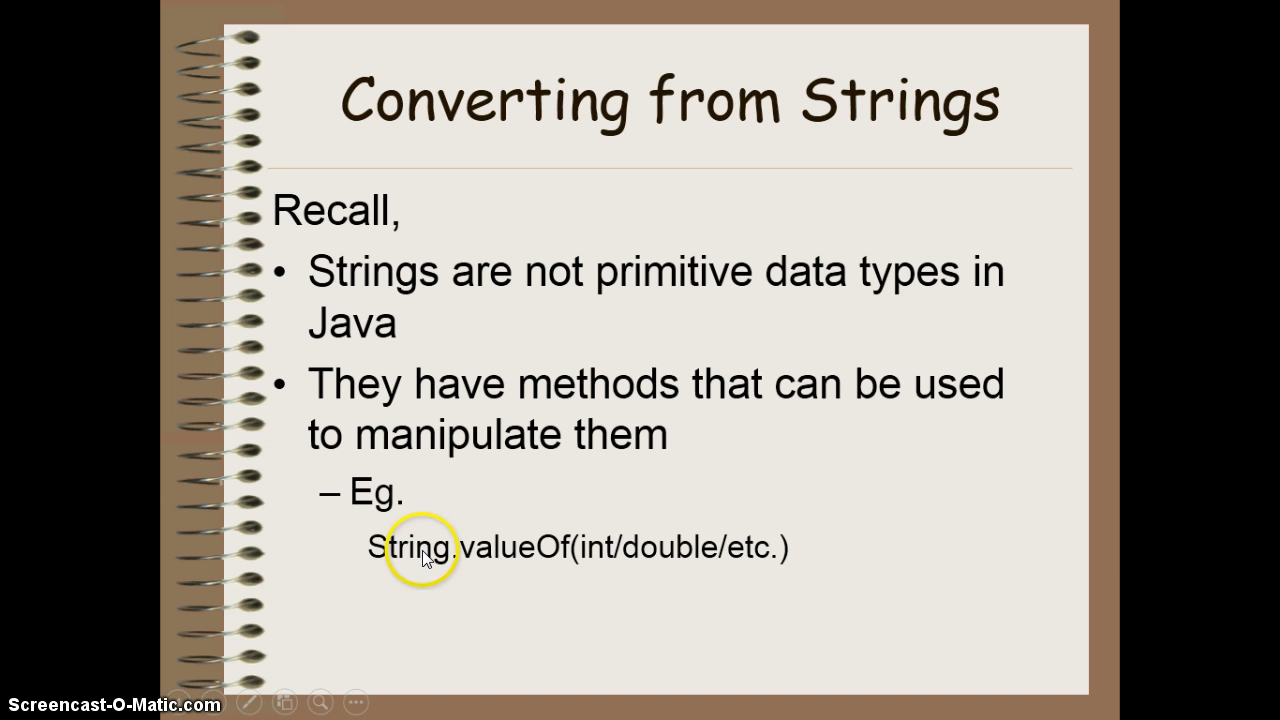 Converting from Strings
Recall,
• Strings are not primitive data types in
Java
• They have methods that can be used
to manipulate them
– Eg.
String.valueOf(int/double/etc.)
Screencast-O-Matic.com